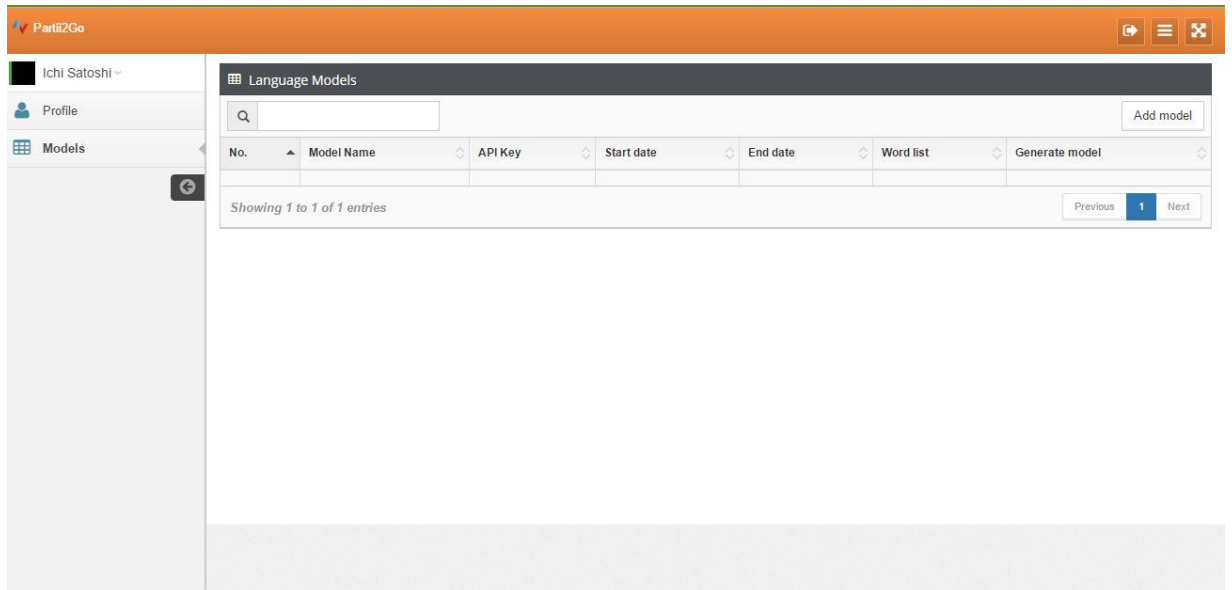 Partii2Go
Ichi Satoshi
Profile
Models
Language Models
Add model
No. Model Name API Key Start date End date Word list Generate model
Showing 1 to 1 of 1 entries
Previous 1 Next